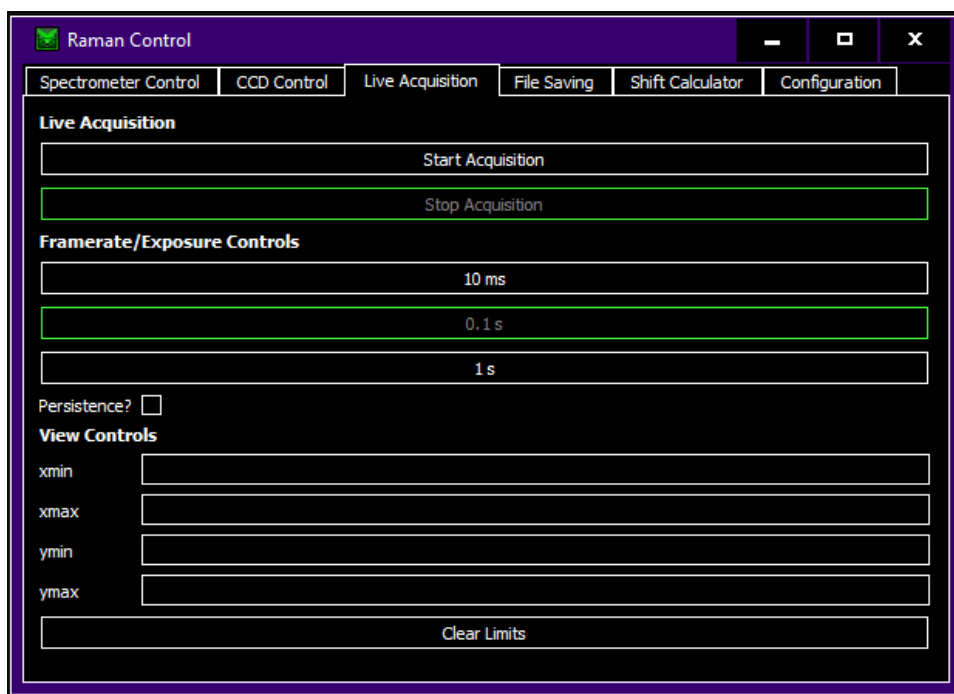 Raman Control
Spectrometer Control CCD Control Live Acquisition File Saving Shift Calculator Configuration
Live Acquisition
Start Acquisition
Stop Acquisition
Framerate/Exposure Controls
10 ms
0.1 s
1 s
Persistence?
View Controls
xmin
xmax
ymin
ymax
Clear Limits